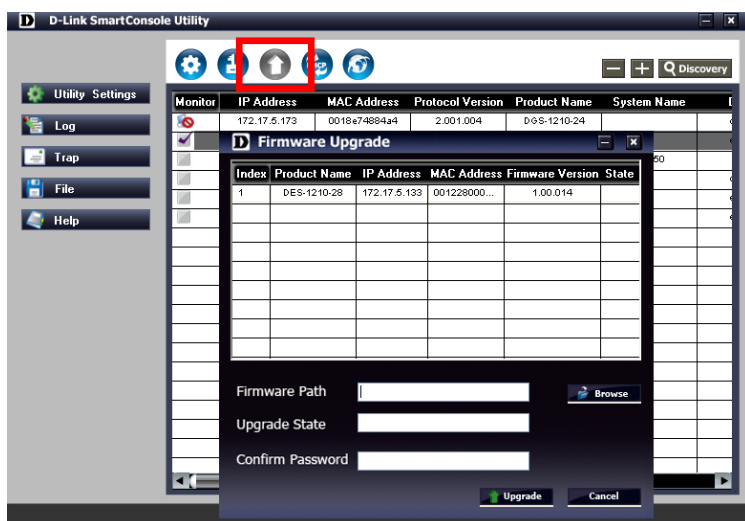 D D-Link SmartConsole Utility
Discovery
Utility Settings
Log
Trap
File
Help
Monitor IP Address MAC Address Protocol Version Product Name System Name
172.17.5.173 0018e74884a4 2.001.004 DGS-1210-24
50
D Firmware Upgrade
Index Product Name IP Address MAC Address Firmware Version State
1 DES-1210-28 172.17.5.133 001228000... 1.00.014
Firmware Path
Browse
Upgrade State
Confirm Password
Upgrade Cancel